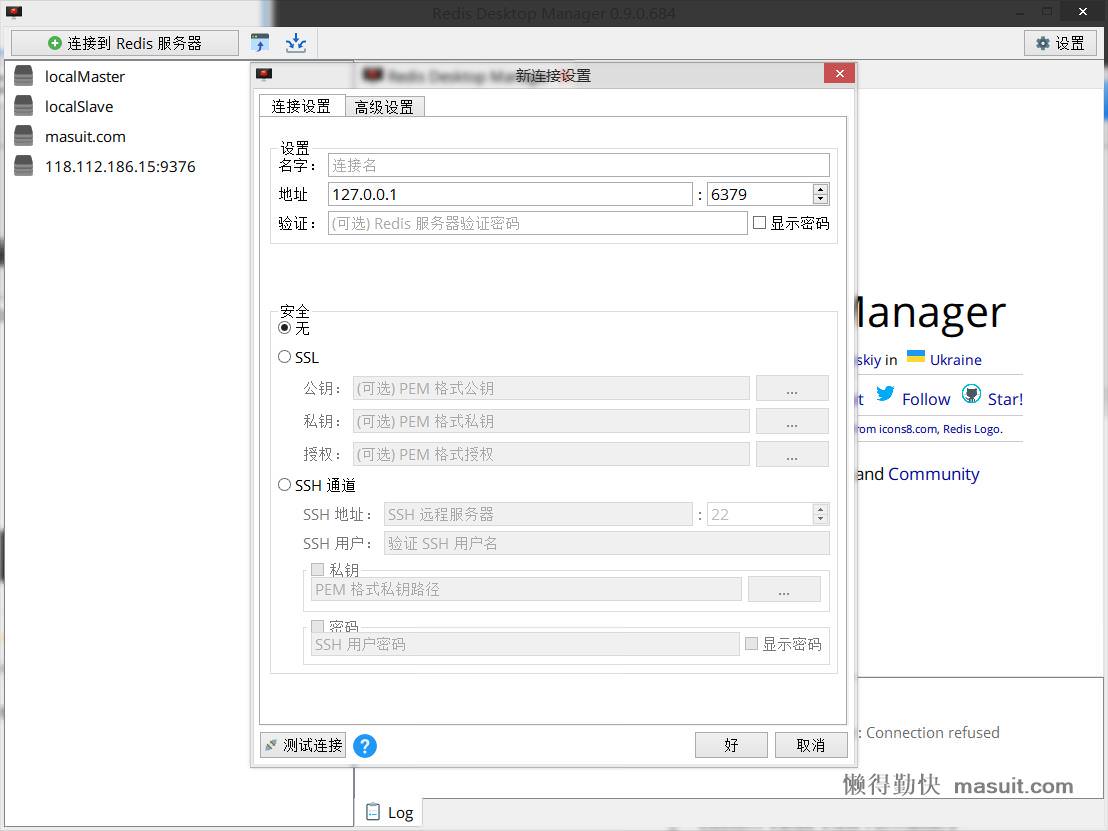 Redis Desktop Manager 0.9.0.684
连接到 Redis 服务器
设置
localMaster
localSlave
masuit.com
118.112.186.15:9376
Redis Desktop Manager
新连接设置
连接设置 高级设置
设置
名字： 连接名
地址 127.0.0.1 : 6379
验证： (可选) Redis 服务器验证密码 显示密码
安全
无
SSL
公钥： (可选) PEM 格式公钥 ...
私钥： (可选) PEM 格式私钥 ...
授权： (可选) PEM 格式授权 ...
SSH 通道
SSH 地址： SSH 远程服务器 : 22
SSH 用户： 验证 SSH 用户名
私钥
PEM 格式私钥路径 ...
密码
SSH 用户密码 显示密码
测试连接 ? 好 取消
Manager
skiy in Ukraine
t Follow Star!
from icons8.com, Redis Logo.
and Community
: Connection refused
懒得勤快 masuit.com
Log